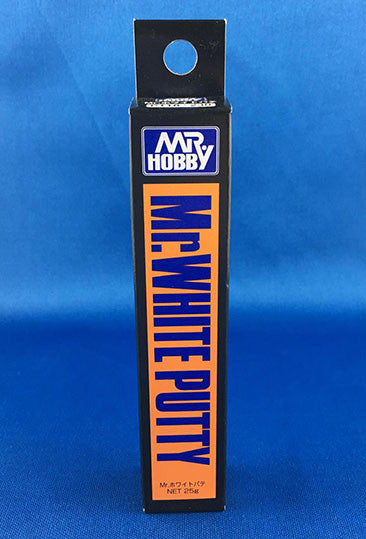 MR.
HOBBY
Mr.WHITE PUTTY
Mr.ホワイトパテ
NET 25g